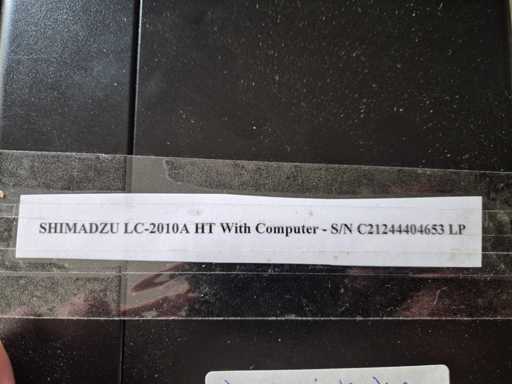 SHIMADZU LC-2010A HT With Computer - S/N C21244404653 LP